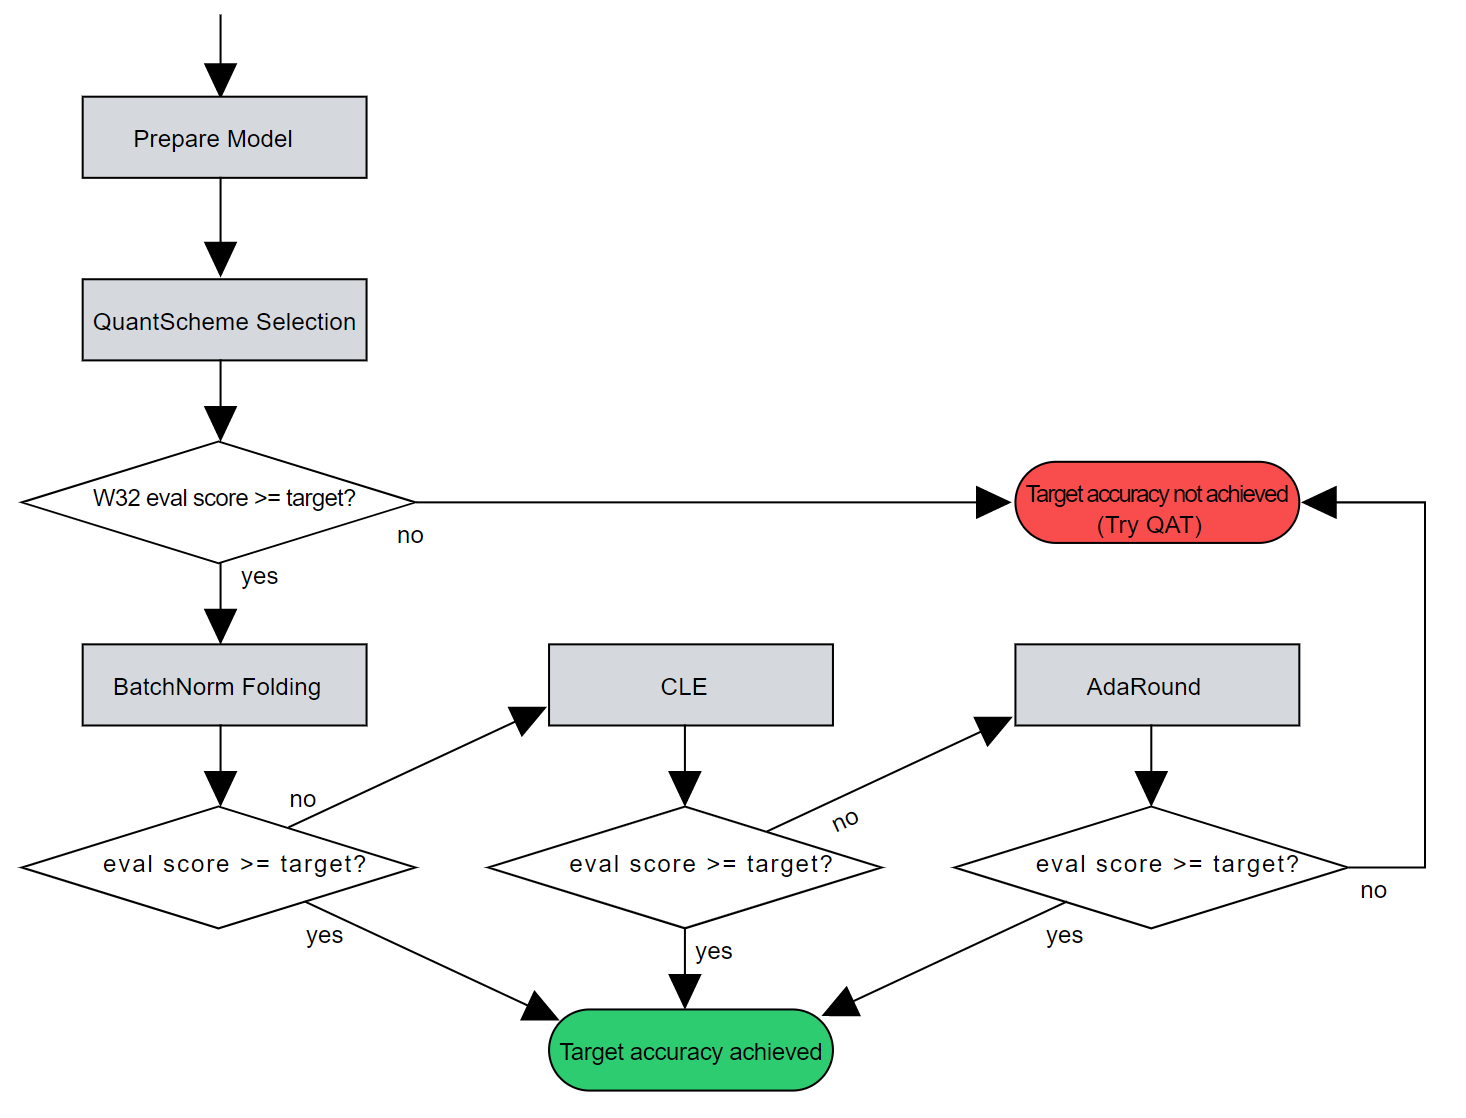 Prepare Model
QuantScheme Selection
W32 eval score >= target?
no
yes
Target accuracy not achieved
(Try QAT)
BatchNorm Folding
CLE
AdaRound
no
no
eval score >= target?
eval score >= target?
eval score >= target?
no
yes
yes
yes
Target accuracy achieved